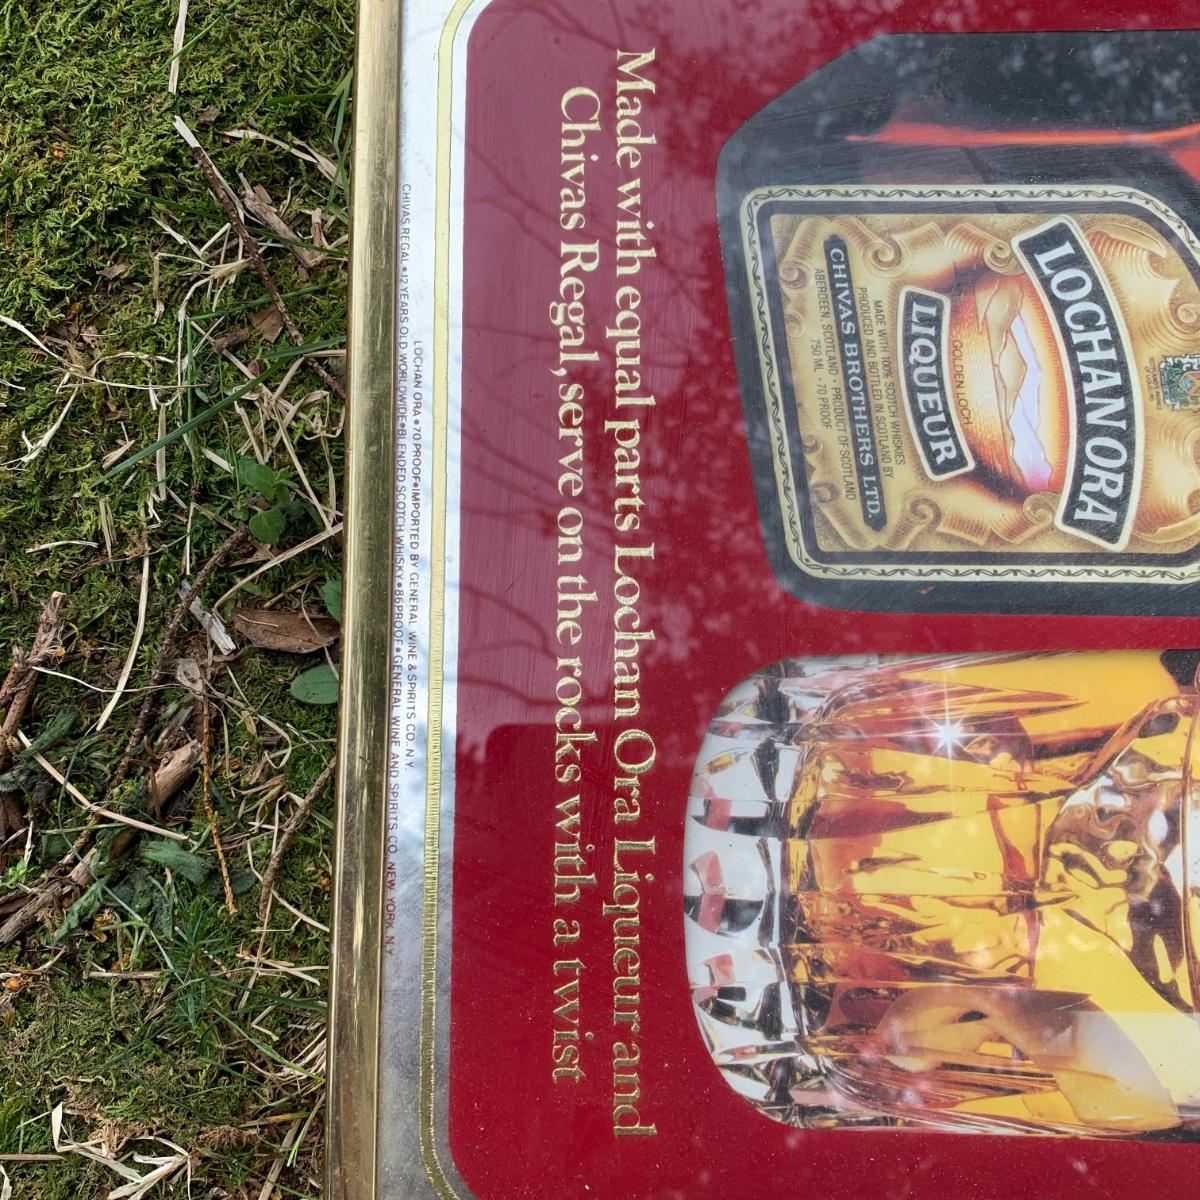 LOCHAN ORA
GOLDEN LOCH
LIQUEUR
MADE WITH 100% SCOTCH WHISKIES
PRODUCED AND BOTTLED IN SCOTLAND BY
CHIVAS BROTHERS LTD.
ABERDEEN, SCOTLAND • PRODUCT OF SCOTLAND
750 ML • 70 PROOF
Made with equal parts Lochan Ora Liqueur and
Chivas Regal, serve on the rocks with a twist
LOCHAN ORA • 70 PROOF • IMPORTED BY GENERAL WINE & SPIRITS CO., N.Y.
CHIVAS REGAL • 12 YEARS OLD WORLDWIDE • BLENDED SCOTCH WHISKY • 86 PROOF • GENERAL WINE AND SPIRITS CO. NEW YORK, N.Y.